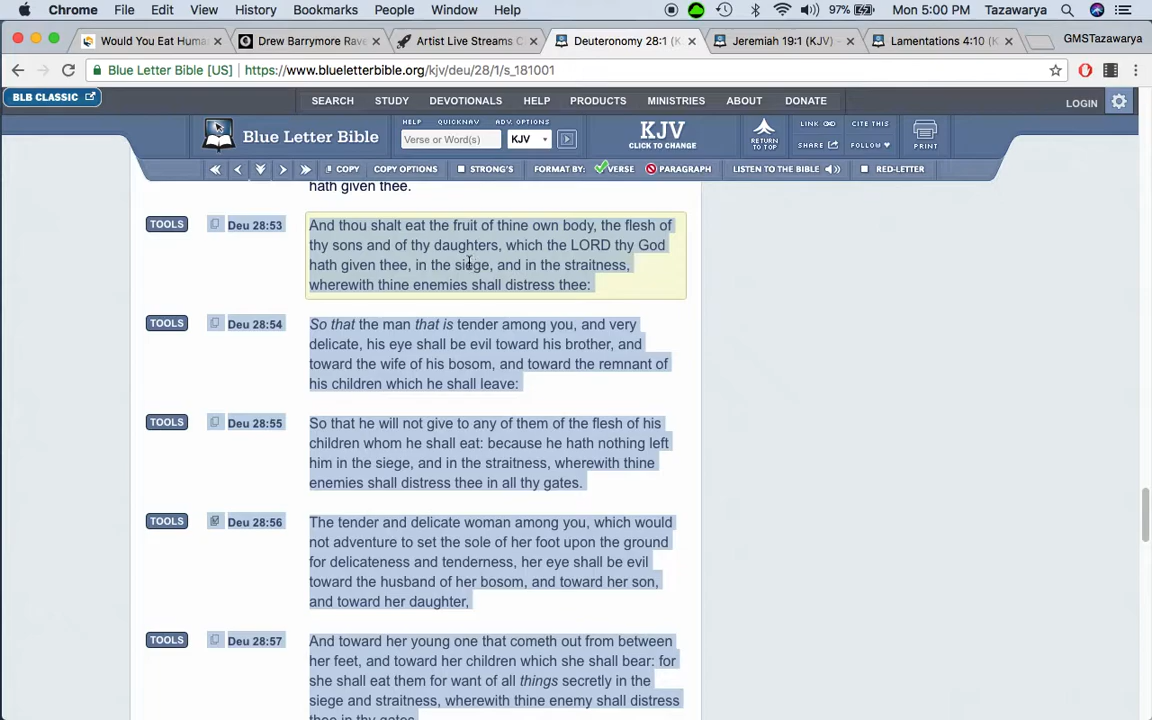 Chrome File Edit View History Bookmarks People Window Help 97% Mon 5:00 PM Tazawarya
Would You Eat Huma
Drew Barrymore Rave
Artist Live Streams C
Deuteronomy 28:1 (K
Jeremiah 19:1 (KJV) -
Lamentations 4:10 (K
GMSTazawarya
Blue Letter Bible [US] https://www.blueletterbible.org/kjv/deu/28/1/s_181001
BLB CLASSIC
SEARCH STUDY DEVOTIONALS HELP PRODUCTS MINISTRIES ABOUT DONATE LOGIN
Blue Letter Bible
HELP QUICKNAV ADV. OPTIONS
Verse or Word(s) KJV
KJV
CLICK TO CHANGE
RETURN TO TOP
LINK CITE THIS
SHARE FOLLOW
PRINT
COPY COPY OPTIONS STRONG'S FORMAT BY: VERSE PARAGRAPH LISTEN TO THE BIBLE RED-LETTER
hath given thee.
TOOLS Deu 28:53 And thou shalt eat the fruit of thine own body, the flesh of
thy sons and of thy daughters, which the LORD thy God
hath given thee, in the siege, and in the straitness,
wherewith thine enemies shall distress thee:
TOOLS Deu 28:54 So that the man that is tender among you, and very
delicate, his eye shall be evil toward his brother, and
toward the wife of his bosom, and toward the remnant of
his children which he shall leave:
TOOLS Deu 28:55 So that he will not give to any of them of the flesh of his
children whom he shall eat: because he hath nothing left
him in the siege, and in the straitness, wherewith thine
enemies shall distress thee in all thy gates.
TOOLS Deu 28:56 The tender and delicate woman among you, which would
not adventure to set the sole of her foot upon the ground
for delicateness and tenderness, her eye shall be evil
toward the husband of her bosom, and toward her son,
and toward her daughter,
TOOLS Deu 28:57 And toward her young one that cometh out from between
her feet, and toward her children which she shall bear: for
she shall eat them for want of all things secretly in the
siege and straitness, wherewith thine enemy shall distress
thee in thy gates.